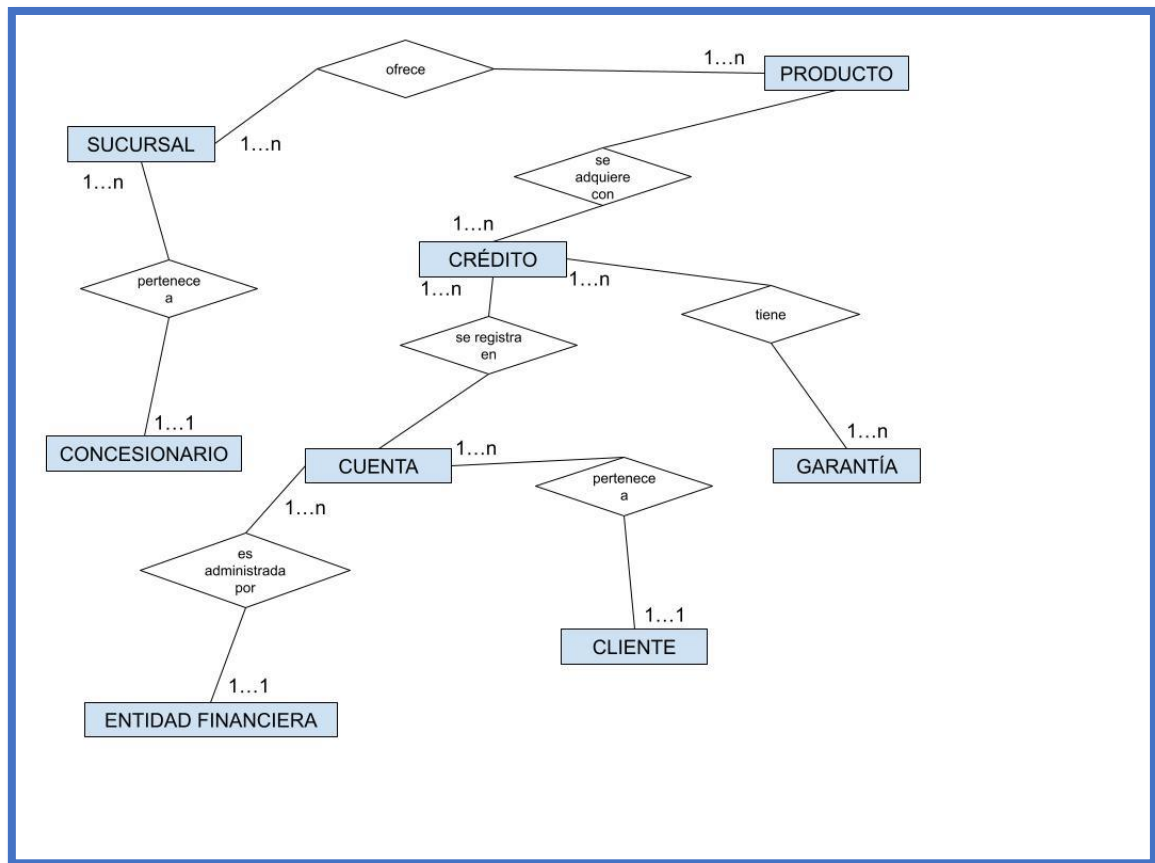 ofrece
1...n
PRODUCTO
1...n
SUCURSAL
1...n
se
adquiere
con
1...n
CRÉDITO
1...n
1...n
pertenece
a
tiene
se registra
en
1...1
CONCESIONARIO
1...n
1...n
CUENTA
GARANTÍA
pertenece
a
1...n
es
administrada
por
1...1
CLIENTE
1...1
ENTIDAD FINANCIERA